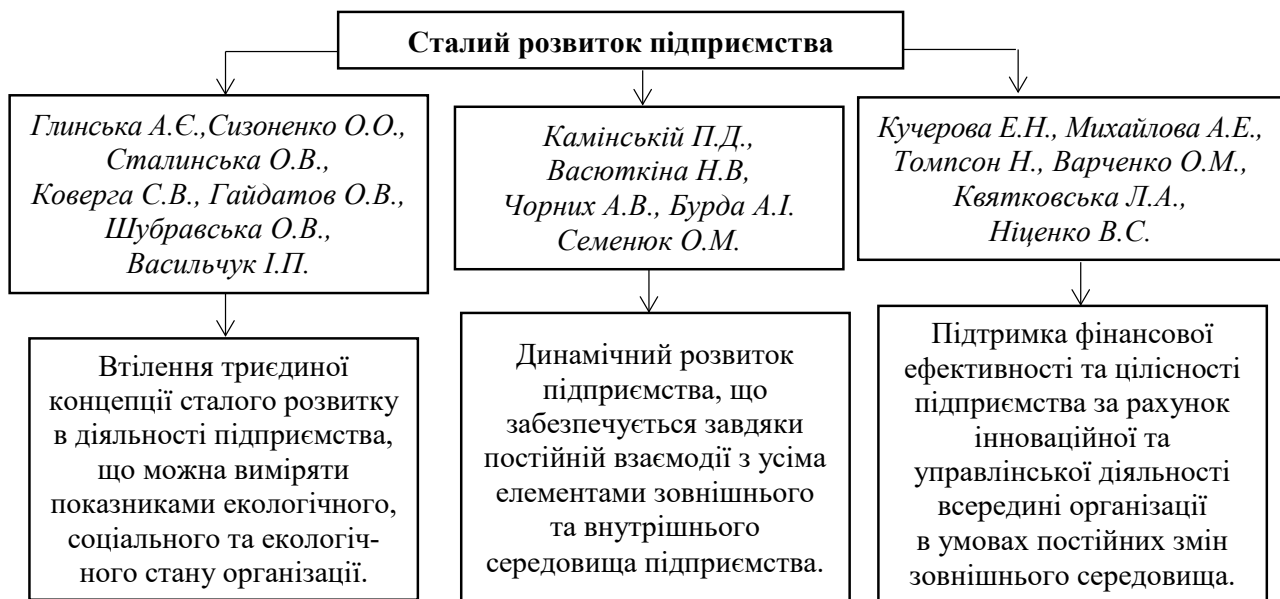 Сталий розвиток підприємства
Глинська А.Є.,Сизоненко О.О.,
Сталинська О.В.,
Коверга С.В., Гайдатов О.В.,
Шубравська О.В.,
Васильчук І.П.
Камінській П.Д.,
Васюткіна Н.В,
Чорних А.В., Бурда А.І.
Семенюк О.М.
Кучерова Е.Н., Михайлова А.Е.,
Томпсон Н., Варченко О.М.,
Квятковська Л.А.,
Ніценко В.С.
Втілення триєдиної
концепції сталого розвитку
в діяльності підприємства,
що можна виміряти
показниками екологічного,
соціального та екологіч-
ного стану організації.
Динамічний розвиток
підприємства, що
забезпечується завдяки
постійній взаємодії з усіма
елементами зовнішнього
та внутрішнього
середовища підприємства.
Підтримка фінансової
ефективності та цілісності
підприємства за рахунок
інноваційної та
управлінської діяльності
всередині організації
в умовах постійних змін
зовнішнього середовища.